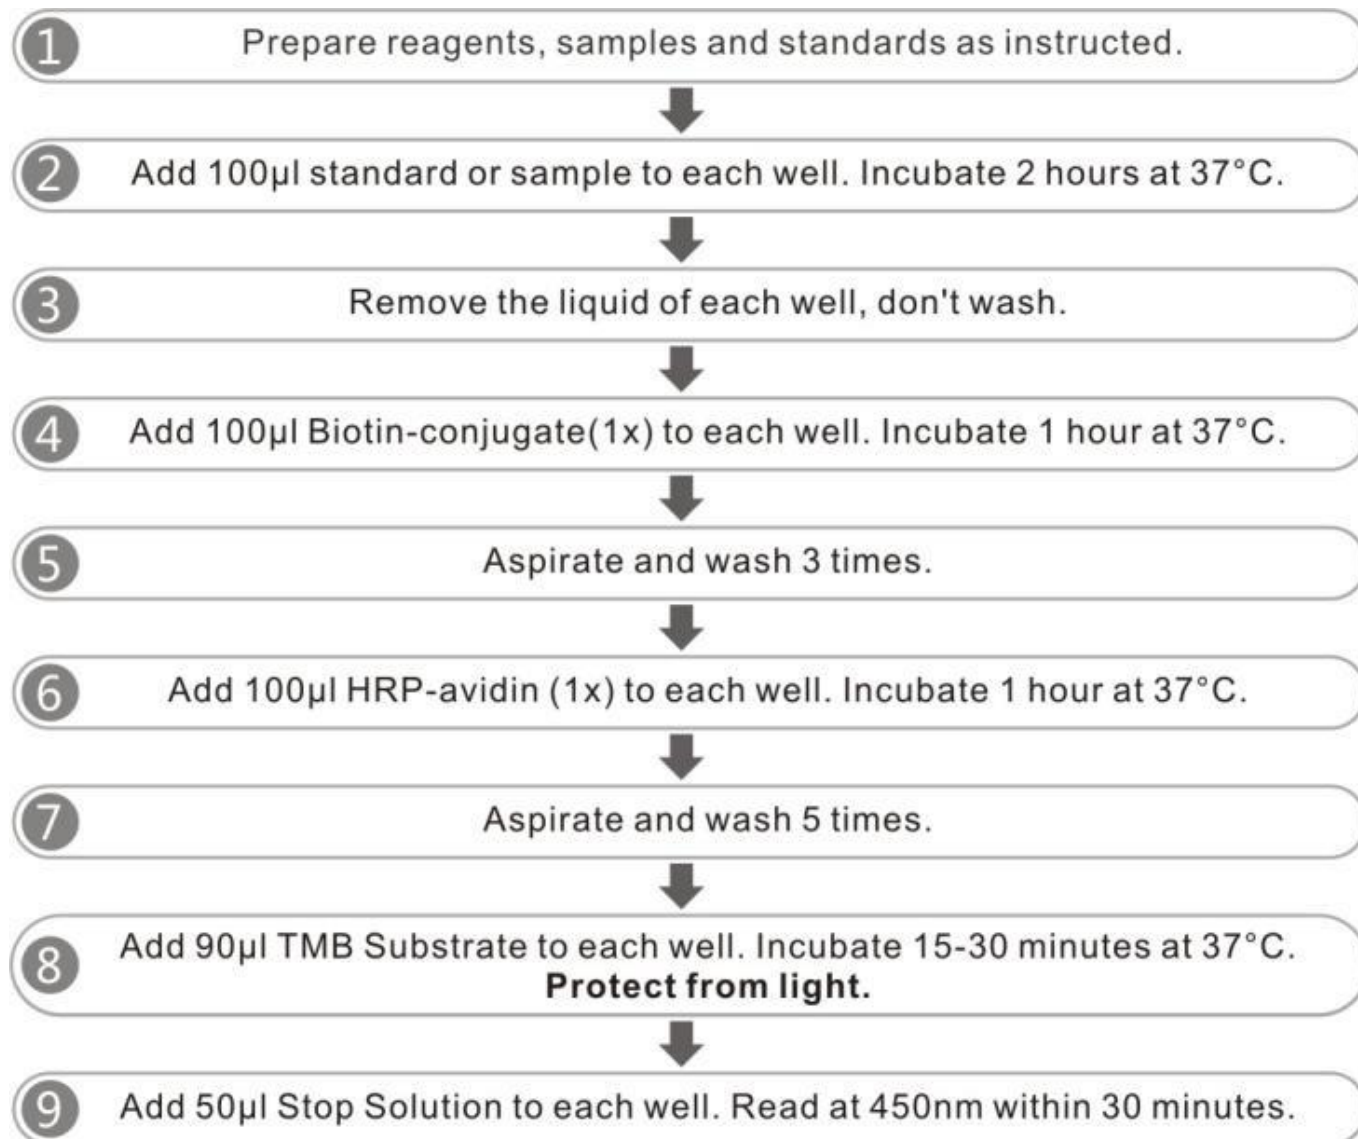 1 Prepare reagents, samples and standards as instructed.
2 Add 100µl standard or sample to each well. Incubate 2 hours at 37°C.
3 Remove the liquid of each well, don't wash.
4 Add 100µl Biotin-conjugate(1x) to each well. Incubate 1 hour at 37°C.
5 Aspirate and wash 3 times.
6 Add 100µl HRP-avidin (1x) to each well. Incubate 1 hour at 37°C.
7 Aspirate and wash 5 times.
8 Add 90µl TMB Substrate to each well. Incubate 15-30 minutes at 37°C.
Protect from light.
9 Add 50µl Stop Solution to each well. Read at 450nm within 30 minutes.